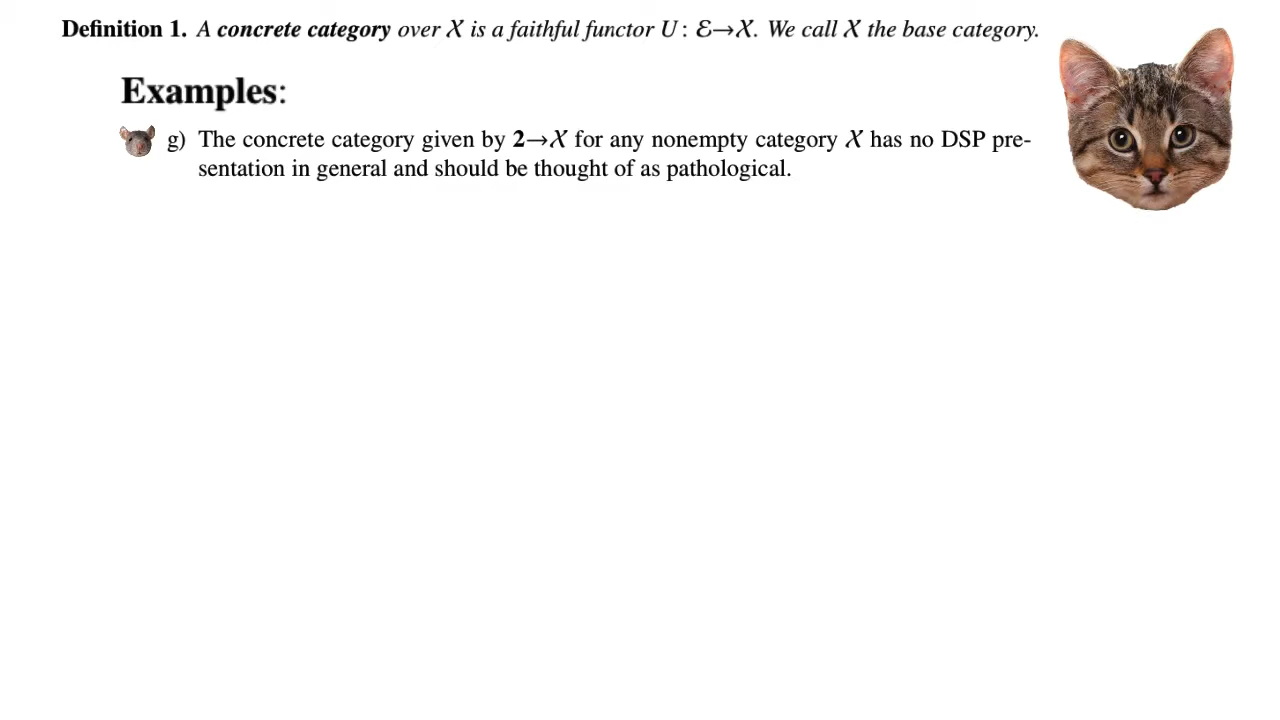 Definition 1. A concrete category over X is a faithful functor U : Ɛ→X. We call X the base category.
Examples:
g) The concrete category given by 2→X for any nonempty category X has no DSP pre-
sentation in general and should be thought of as pathological.